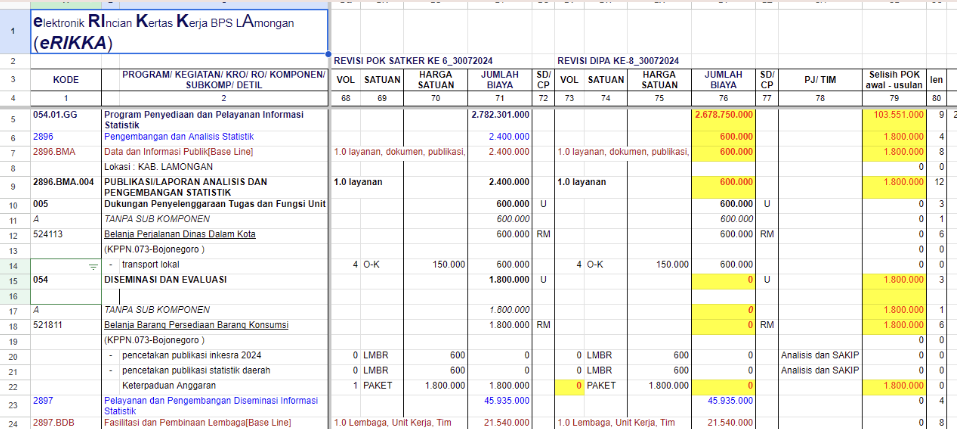 1 elektronik RIncian Kertas Kerja BPS LAmongan
(eRIKKA)
2 REVISI POK SATKER KE 6_30072024 REVISI DIPA KE-8_30072024
3 KODE PROGRAM/ KEGIATAN/ KRO/ RO/ KOMPONEN/ SUBKOMP/ DETIL VOL SATUAN HARGA SATUAN JUMLAH BIAYA SD/ CP VOL SATUAN HARGA SATUAN JUMLAH BIAYA SD/ CP PJ/ TIM Selisih POK awal - usulan len
4 1 2 68 69 70 71 72 73 74 75 76 77 78 79 80
5 054.01.GG Program Penyediaan dan Pelayanan Informasi Statistik 2.782.301.000 2.678.750.000 103.551.000 9 2
6 2896 Pengembangan dan Analisis Statistik 2.400.000 600.000 1.800.000 4
7 2896.BMA Data dan Informasi Publik[Base Line] 1.0 layanan, dokumen, publikasi, 2.400.000 1.0 layanan, dokumen, publikasi, 600.000 1.800.000 8
8 Lokasi : KAB. LAMONGAN 0 0
9 2896.BMA.004 PUBLIKASI/LAPORAN ANALISIS DAN PENGEMBANGAN STATISTIK 1.0 layanan 2.400.000 1.0 layanan 600.000 1.800.000 12
10 005 Dukungan Penyelenggaraan Tugas dan Fungsi Unit 600.000 U 600.000 U 0 3
11 A TANPA SUB KOMPONEN 600.000 600.000 0 1
12 524113 Belanja Perjalanan Dinas Dalam Kota 600.000 RM 600.000 RM 0 6
13 (KPPN.073-Bojonegoro ) 0 0
14 - transport lokal 4 O-K 150.000 600.000 4 O-K 150.000 600.000 0 0
15 054 DISEMINASI DAN EVALUASI 1.800.000 U 0 U 1.800.000 3
16
17 A TANPA SUB KOMPONEN 1.800.000 0 1.800.000 1
18 521811 Belanja Barang Persediaan Barang Konsumsi 1.800.000 RM 0 RM 1.800.000 6
19 (KPPN.073-Bojonegoro ) 0 0
20 - pencetakan publikasi inkesra 2024 0 LMBR 600 0 0 LMBR 600 0 Analisis dan SAKIP 0 0
21 - pencetakan publikasi statistik daerah 0 LMBR 600 0 0 LMBR 600 0 Analisis dan SAKIP 0 0
22 Keterpaduan Anggaran 1 PAKET 1.800.000 1.800.000 0 PAKET 1.800.000 0 1.800.000 0
23 2897 Pelayanan dan Pengembangan Diseminasi Informasi Statistik 45.935.000 45.935.000 0 4
24 2897.BDB Fasilitasi dan Pembinaan Lembaga[Base Line] 1.0 Lembaga, Unit Kerja, Tim 21.540.000 1.0 Lembaga, Unit Kerja, Tim 21.540.000 0 8